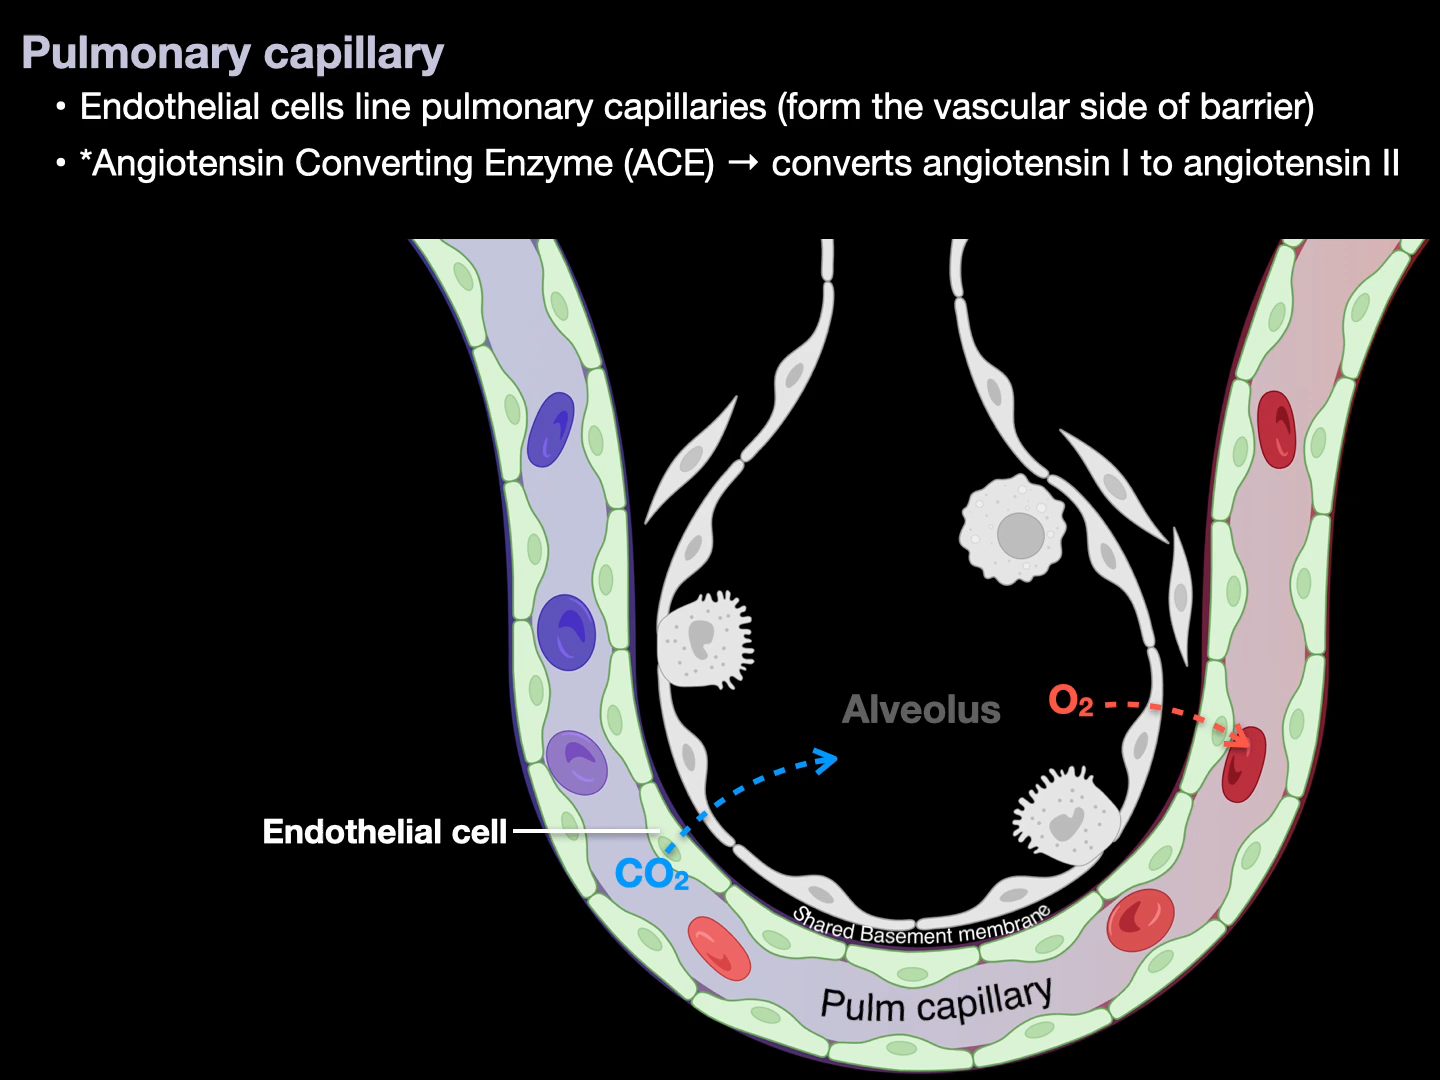 Pulmonary capillary
• Endothelial cells line pulmonary capillaries (form the vascular side of barrier)
• *Angiotensin Converting Enzyme (ACE) → converts angiotensin I to angiotensin II
Alveolus
O₂
Endothelial cell
CO₂
Shared Basement membrane
Pulm capillary